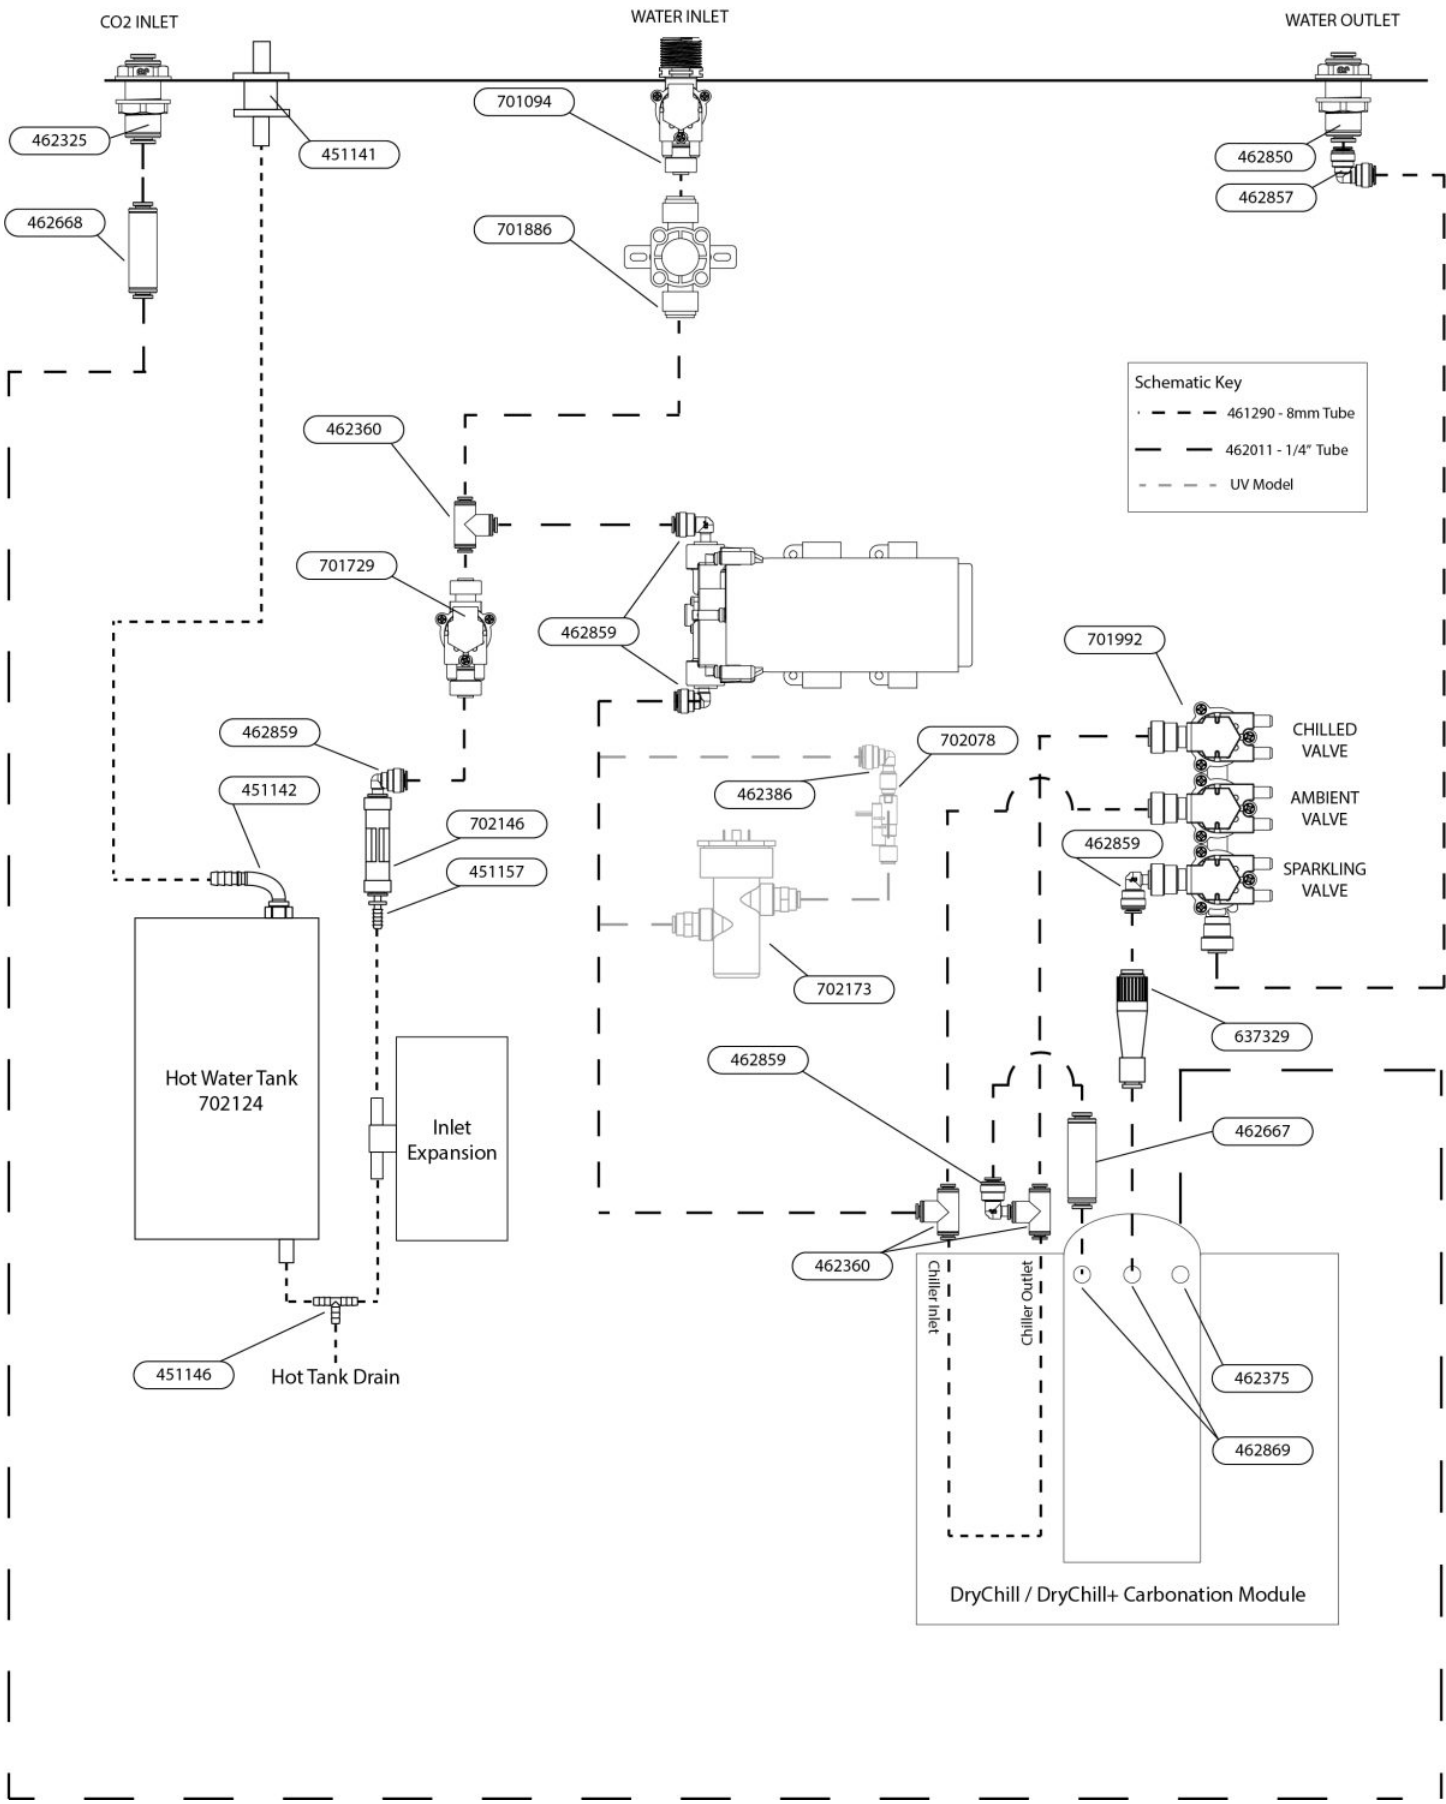 CO2 INLET
WATER INLET
WATER OUTLET
701094
462325
451141
462850
462857
462668
701886
Schematic Key
461290 - 8mm Tube
462011 - 1/4" Tube
UV Model
462360
701729
462859
701992
CHILLED
VALVE
462859
702078
451142
462386
AMBIENT
VALVE
702146
462859
451157
SPARKLING
VALVE
702173
637329
462859
Hot Water Tank
702124
Inlet
Expansion
462667
462360
Chiller Inlet
Chiller Outlet
451146
Hot Tank Drain
462375
462869
DryChill / DryChill+ Carbonation Module